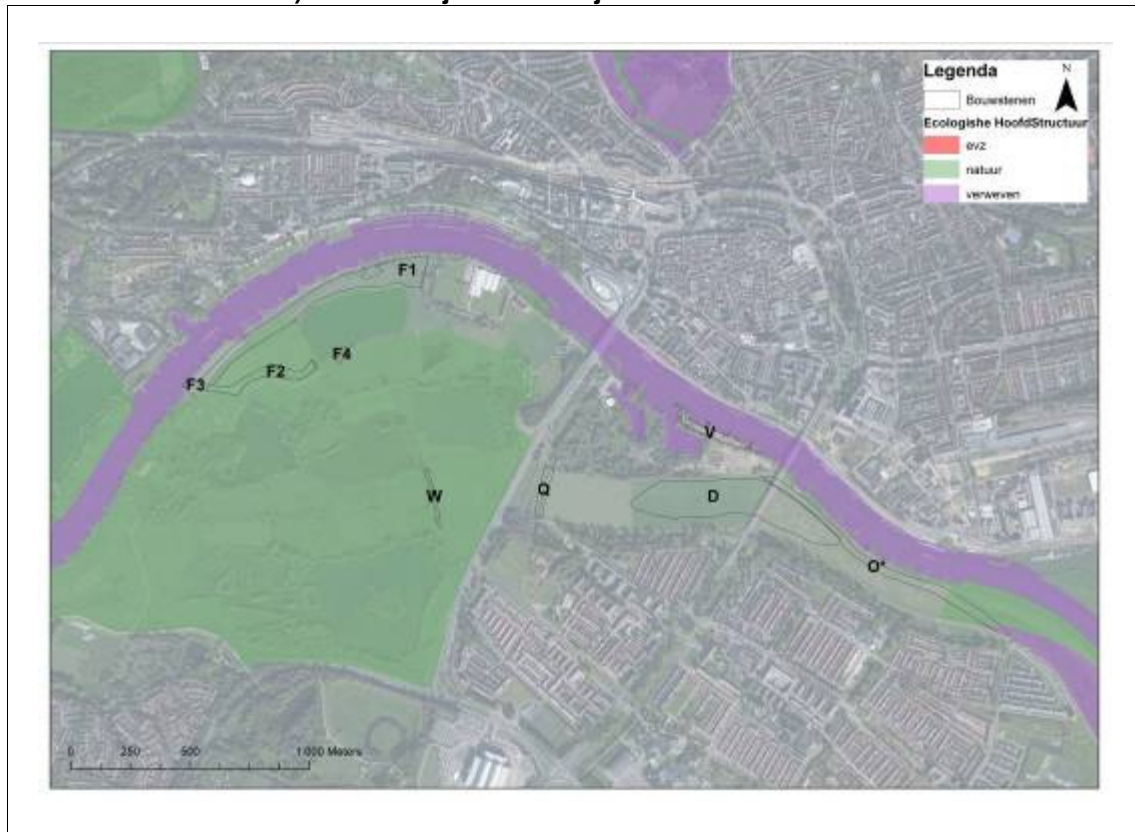 Legenda
N
Bouwstenen
Ecologishe HoofdStructuur
evz
natuur
verweven
F1
F4
F2
F3
V
W
Q
D
O*
0 250 500 1.000 Meters